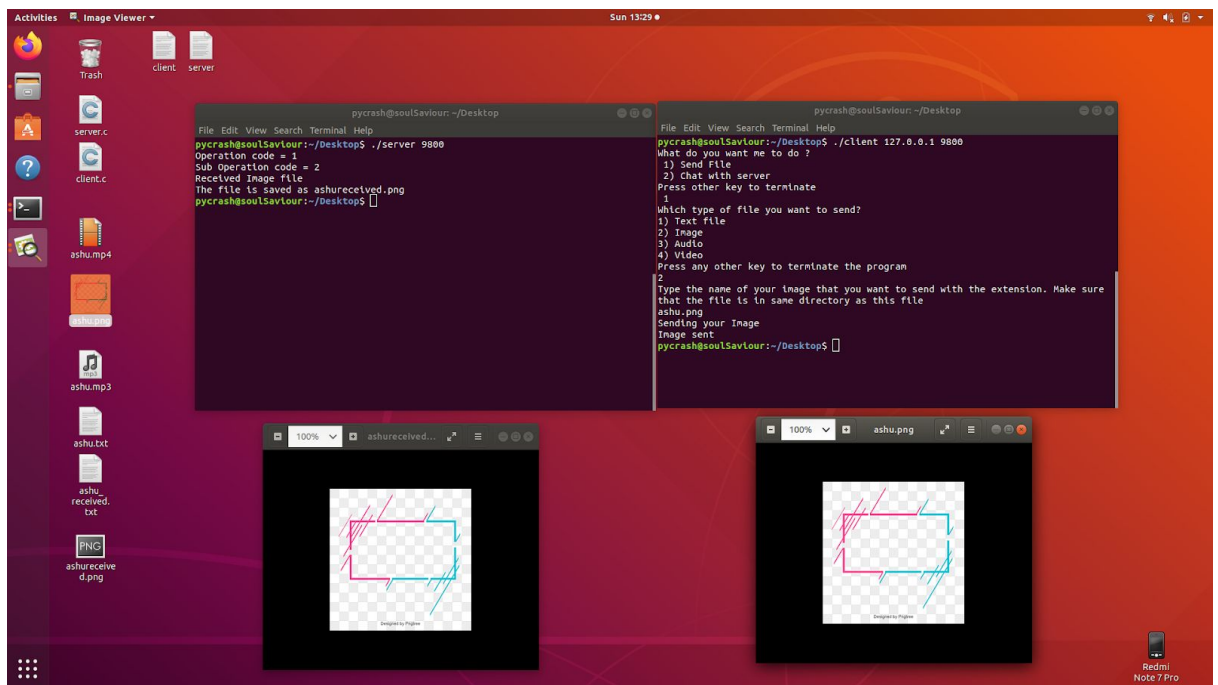 Activities Image Viewer Sun 13:29
Trash
client
server
server.c
client.c
ashu.mp4
ashu.png
mp3
ashu.mp3
ashu.txt
ashu_
received.
txt
PNG
ashureceive
d.png
pycrash@soulSaviour: ~/Desktop
File Edit View Search Terminal Help
pycrash@soulSaviour:~/Desktop$ ./server 9800
Operation code = 1
Sub Operation code = 2
Received Image file
The file is saved as ashureceived.png
pycrash@soulSaviour:~/Desktop$
pycrash@soulSaviour: ~/Desktop
File Edit View Search Terminal Help
pycrash@soulSaviour:~/Desktop$ ./client 127.0.0.1 9800
What do you want me to do ?
1) Send File
2) Chat with server
Press other key to terminate
1
Which type of file you want to send?
1) Text file
2) Image
3) Audio
4) Video
Press any other key to terminate the program
2
Type the name of your image that you want to send with the extension. Make sure
that the file is in same directory as this file
ashu.png
Sending your Image
Image sent
pycrash@soulSaviour:~/Desktop$
100% ashureceived...
Designed by Pngtree
100% ashu.png
Designed by Pngtree
Redmi
Note 7 Pro